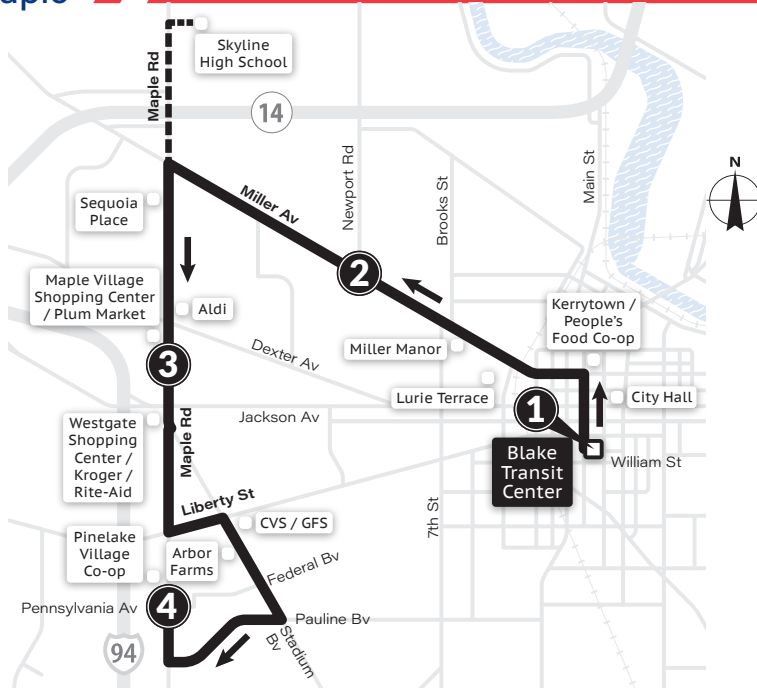 Skyline
High School
Maple Rd
14
Newport Rd
Brooks St
Main St
N
Sequoia
Place
Miller Av
2
Maple Village
Shopping Center
/ Plum Market
Aldi
Kerrytown /
People's
Food Co-op
Dexter Av
Miller Manor
3
Lurie Terrace
City Hall
1
Jackson Av
Westgate
Shopping
Center /
Kroger /
Rite-Aid
Maple Rd
Blake
Transit
Center
William St
Liberty St
7th St
CVS / GFS
Pinelake
Village
Co-op
Arbor
Farms
Federal Bv
Pennsylvania Av
4
Pauline Bv
Stadium
Bv
94